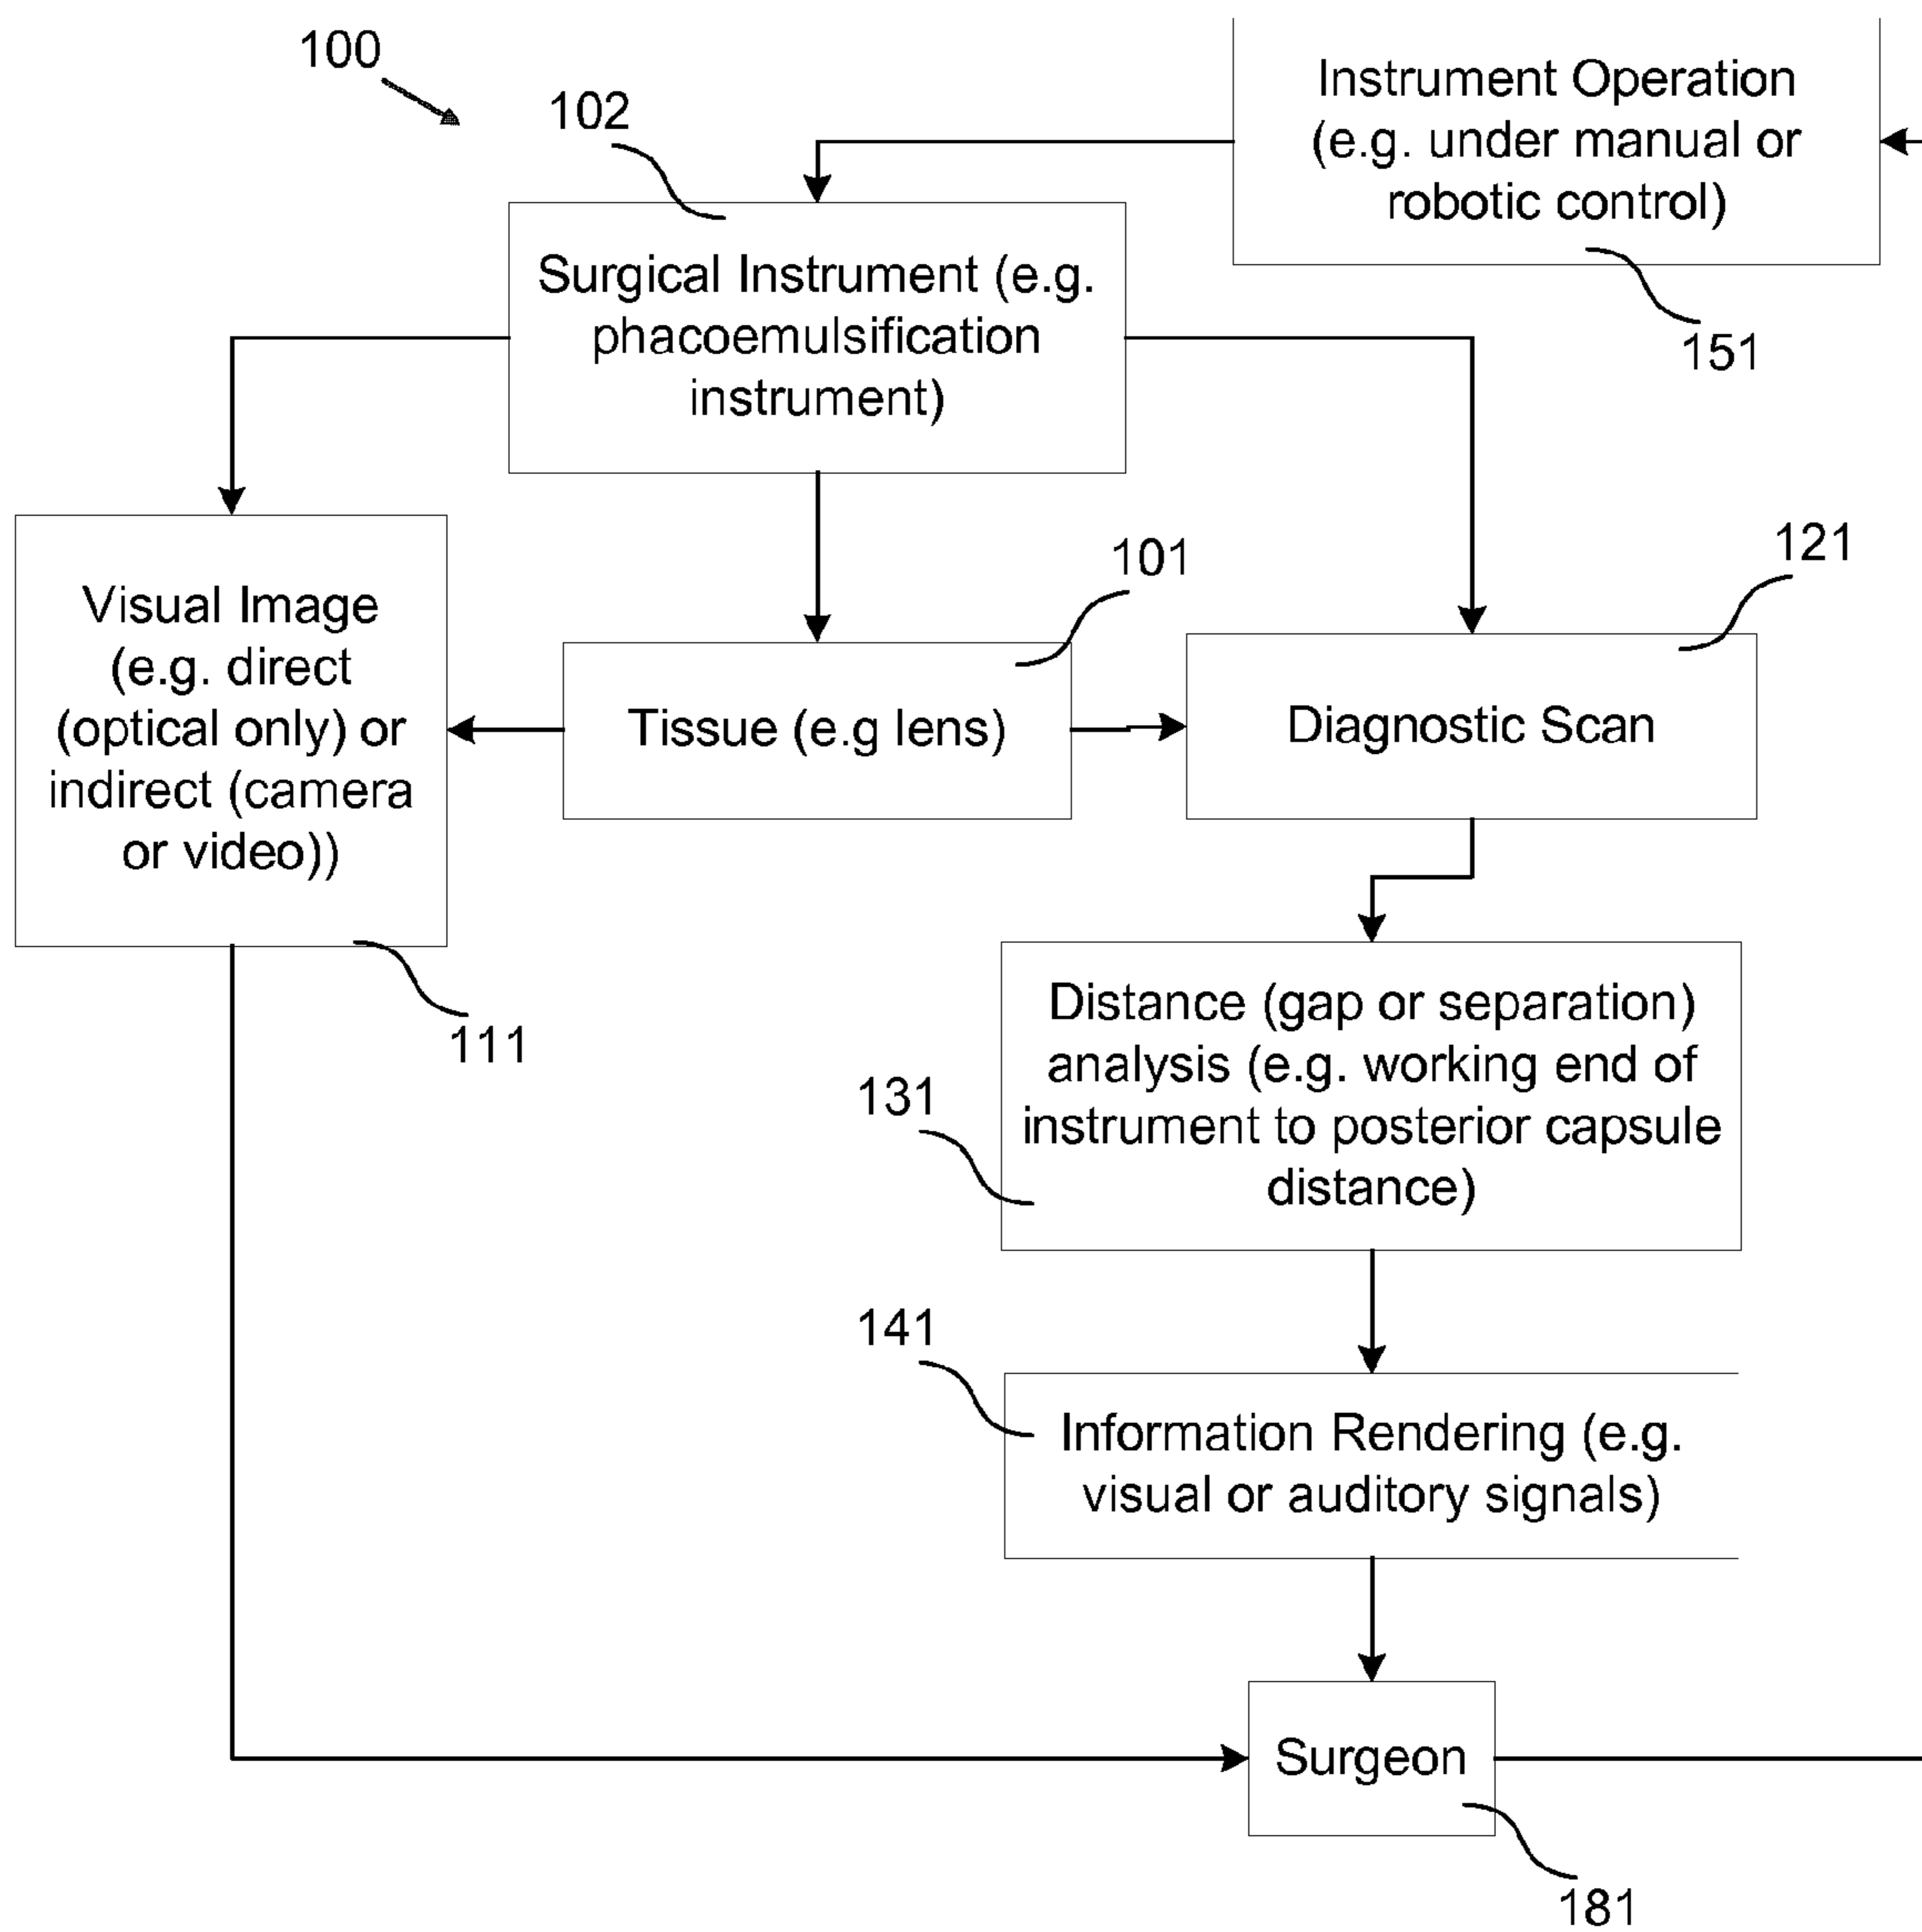 100
Instrument Operation
(e.g. under manual or
robotic control)
151
102
Surgical Instrument (e.g.
phacoemulsification
instrument)
101
121
Visual Image
(e.g. direct
(optical only) or
indirect (camera
or video))
111
Tissue (e.g lens)
Diagnostic Scan
131
Distance (gap or separation)
analysis (e.g. working end of
instrument to posterior capsule
distance)
141
Information Rendering (e.g.
visual or auditory signals)
Surgeon
181